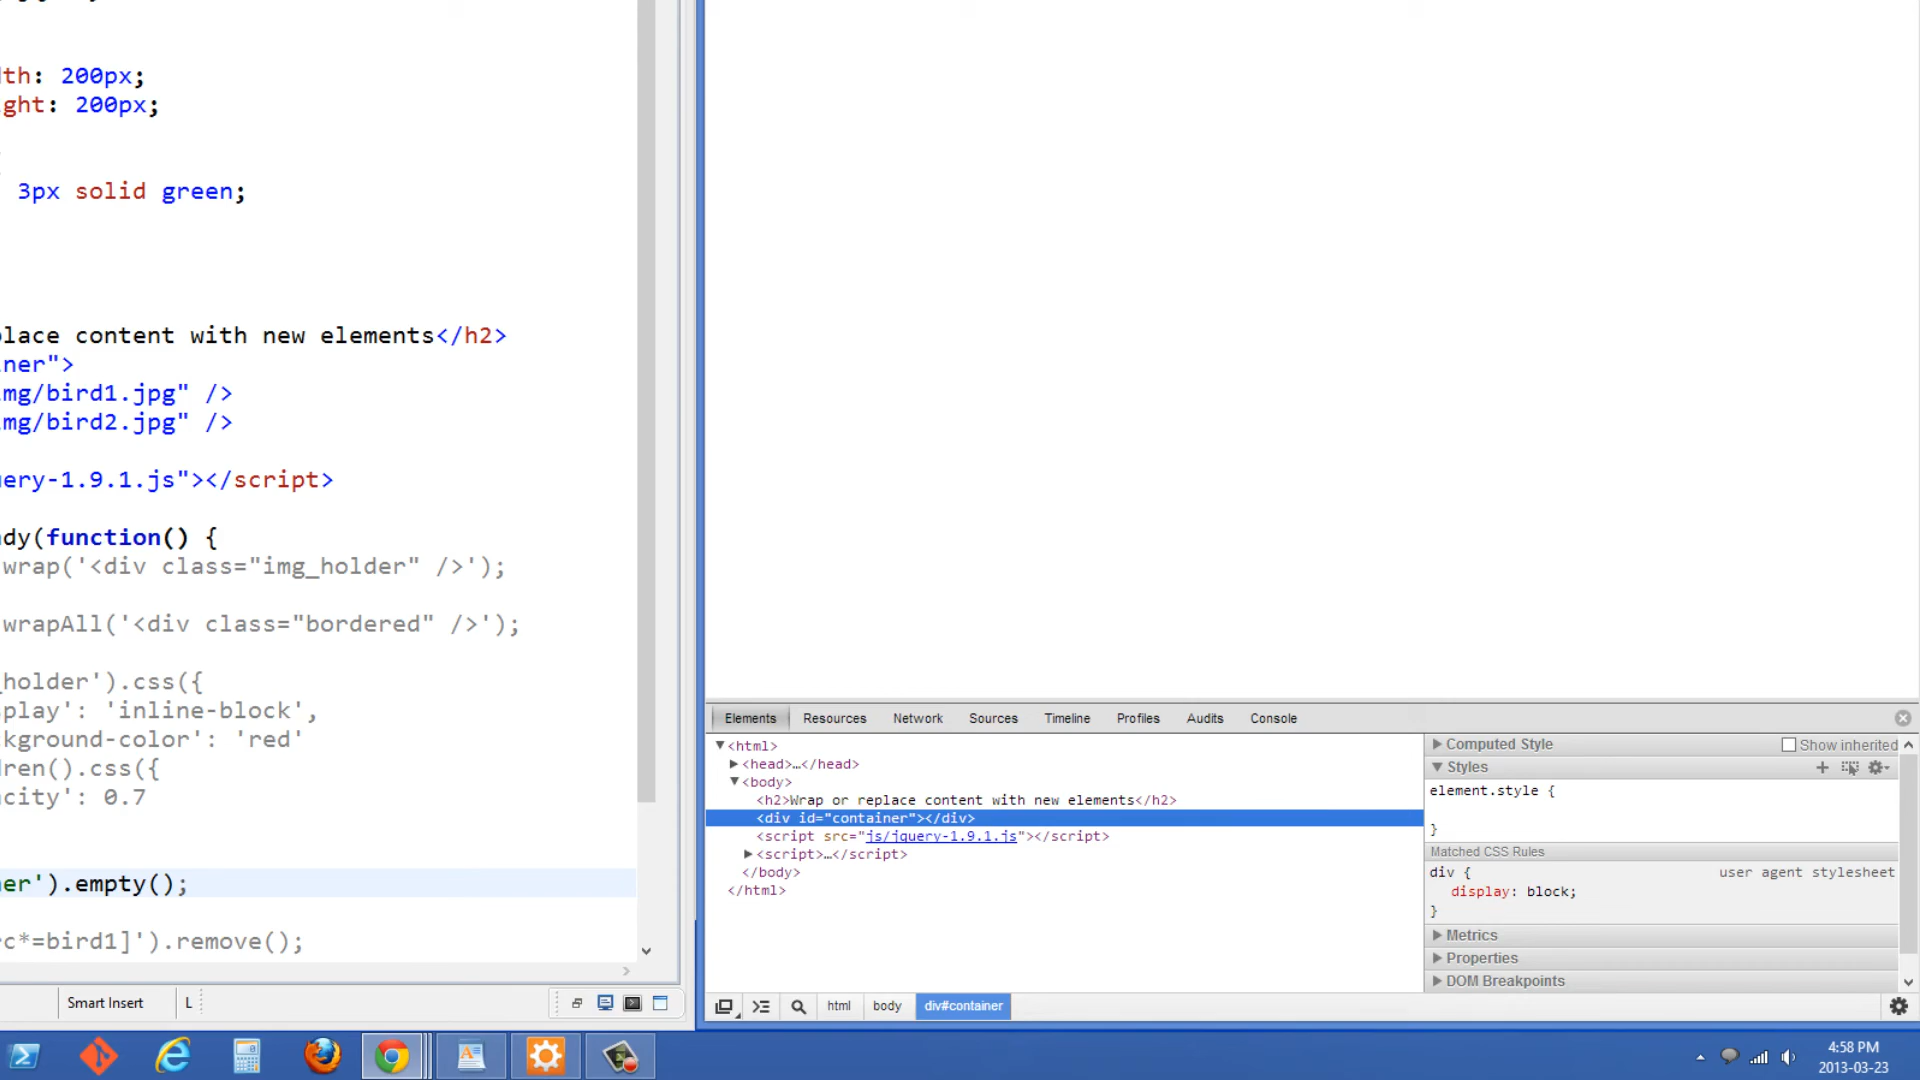 th: 200px;
ght: 200px;
3px solid green;
lace content with new elements</h2>
ner">
mg/bird1.jpg" />
mg/bird2.jpg" />
ery-1.9.1.js"></script>
dy(function() {
wrap('<div class="img_holder" />');
wrapAll('<div class="bordered" />');
holder').css({
play': 'inline-block',
kground-color': 'red'
dren().css({
city': 0.7
er').empty();
c*=bird1]').remove();
Smart Insert
L
Elements Resources Network Sources Timeline Profiles Audits Console
▼<html>
▶<head>…</head>
▼<body>
<h2>Wrap or replace content with new elements</h2>
<div id="container"></div>
<script src="js/jquery-1.9.1.js"></script>
▶<script>…</script>
</body>
</html>
▶ Computed Style Show inherited
▼ Styles
element.style {
}
Matched CSS Rules
div { user agent stylesheet
display: block;
}
▶ Metrics
▶ Properties
▶ DOM Breakpoints
html body div#container
4:58 PM
2013-03-23